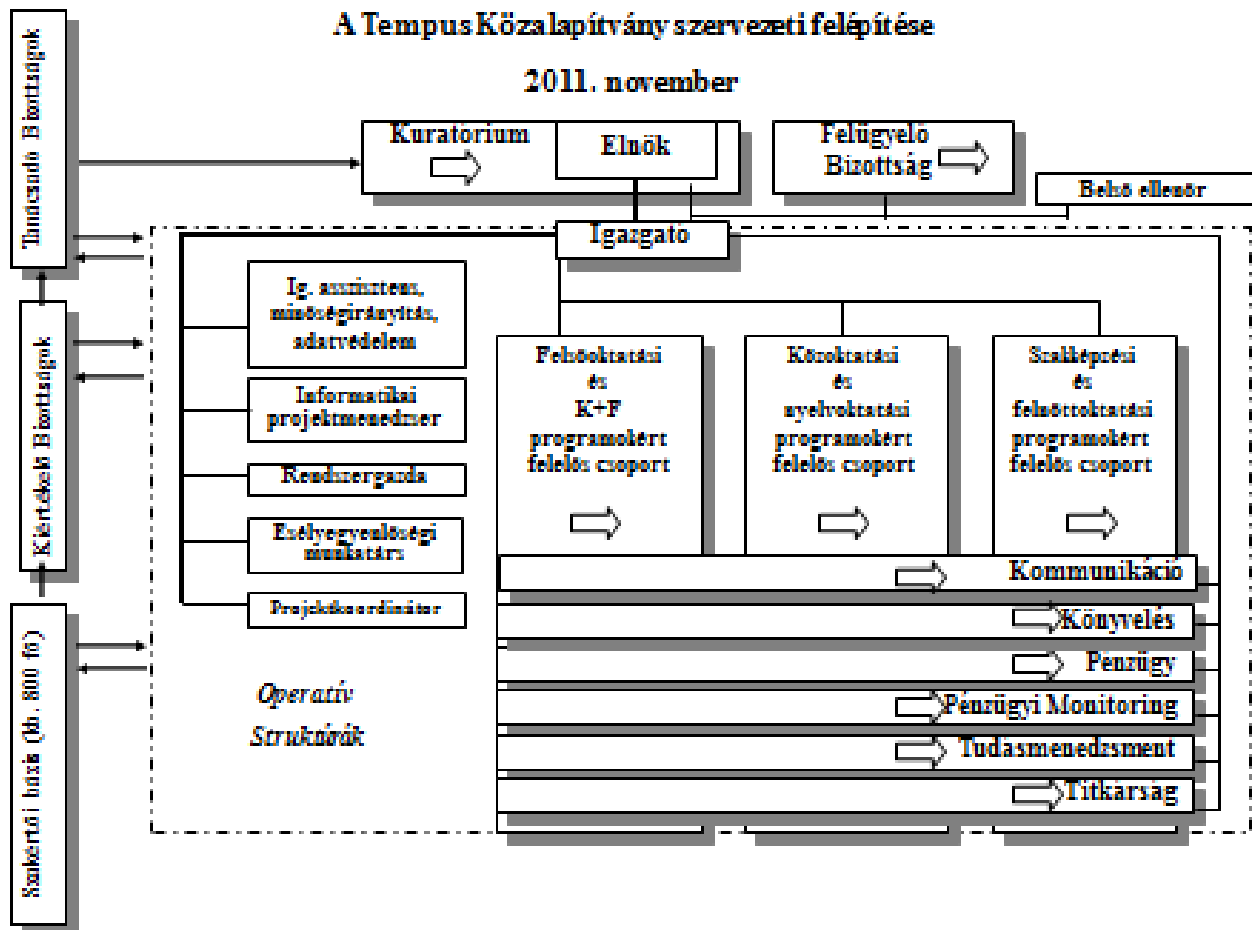 A Tempus Közalapítvány szervezeti felépítése
2011. november
Tanácsadó Bizottságok
Kiértékelő Bizottságok
Szakértői bázis (kb. 800 fő)
Kuratórium
Elnök
Felügyelő
Bizottság
Belső ellenőr
Igazgató
Ig. asszisztens,
minőségirányítás,
adatvédelem
Informatikai
projektmenedzser
Rendszergazda
Esélyegyenlőségi
munkatárs
Projektkoordinátor
Operatív
Struktúrák
Felsőoktatási
és
K+F
programokért
felelős csoport
Közoktatási
és
nyelvoktatási
programokért
felelős csoport
Szakképzési
és
felnőttoktatási
programokért
felelős csoport
Kommunikáció
Könyvelés
Pénzügy
Pénzügyi Monitoring
Tudásmenedzsment
Titkárság